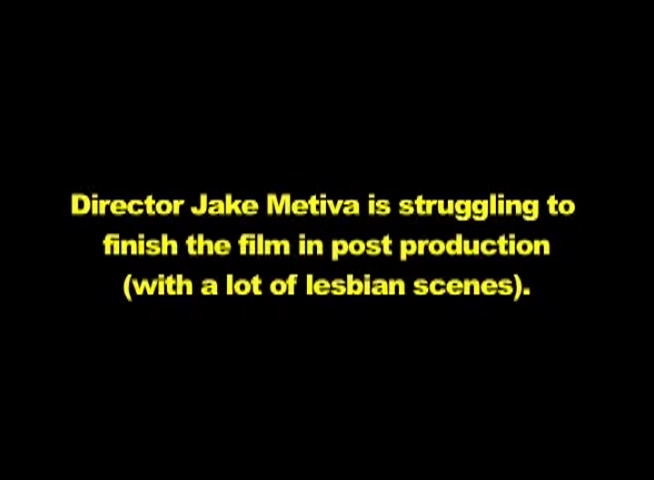 Director Jake Metiva is struggling to
finish the film in post production
(with a lot of lesbian scenes).